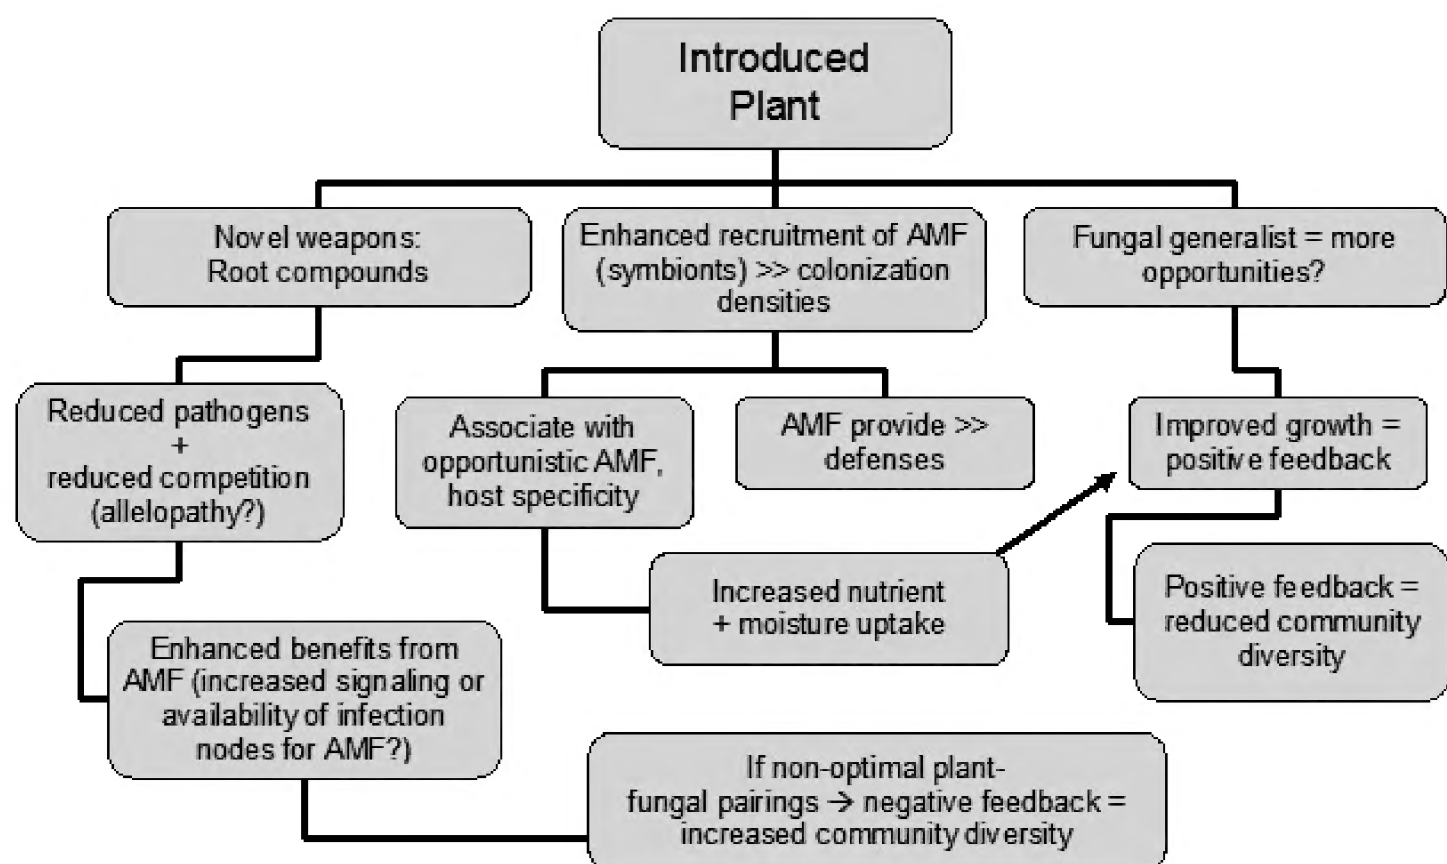 Introduced
Plant
Novel weapons:
Root compounds
Enhanced recruitment of AMF
(symbionts) >> colonization
densities
Fungal generalist = more
opportunities?
Reduced pathogens
+
reduced competition
(allelopathy?)
Associate with
opportunistic AMF,
host specificity
AMF provide >>
defenses
Improved growth =
positive feedback
Increased nutrient
+ moisture uptake
Positive feedback =
reduced community
diversity
Enhanced benefits from
AMF (increased signaling or
availability of infection
nodes for AMF?)
If non-optimal plant-
fungal pairings → negative feedback =
increased community diversity